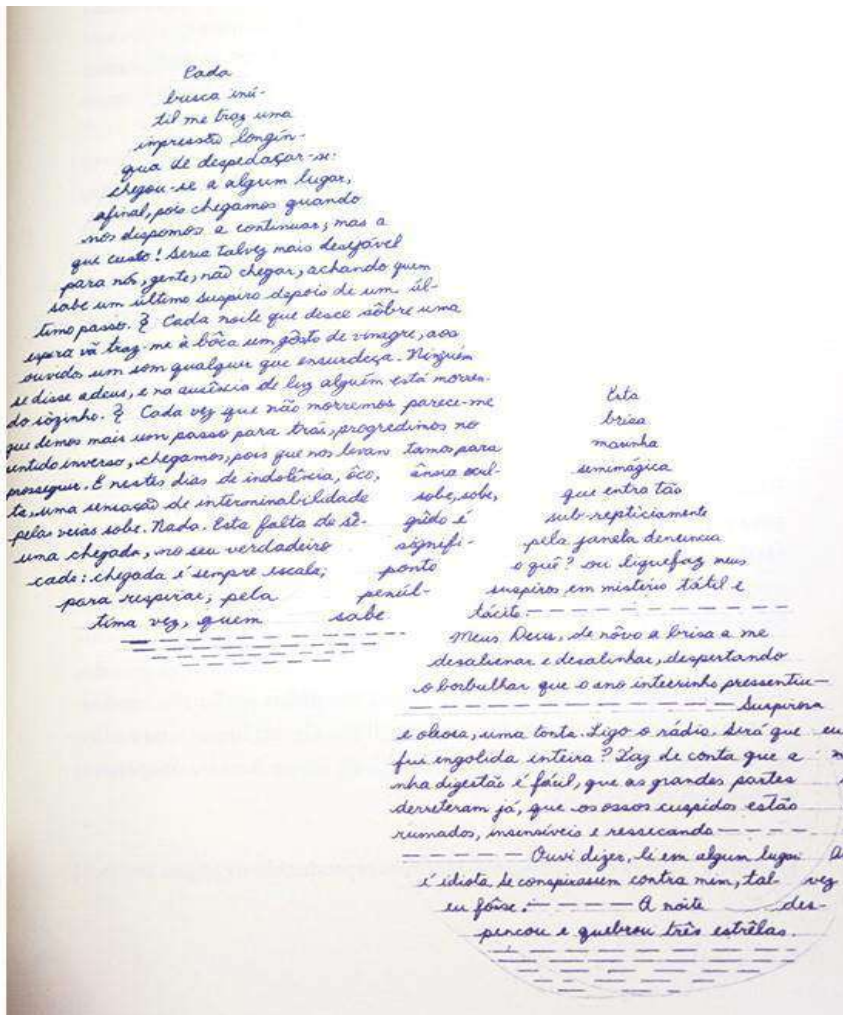 Cada
busca inú-
til me traz uma
impressão longín-
qua de despedaçar-se:
chegou-se a algum lugar,
afinal, pois chegamos quando
nos dispomos a continuar; mas a
que custo! Seria talvez mais desejável
para nós, gente, não chegar, achando quem
sabe um último suspiro depois de um úl-
timo passo. Cada noite que desce sôbre uma
espera vã traz-me à bôca um gôsto de vinagre, aos
ouvidos um som qualquer que ensurdeça. Ninguém
se disse adeus, e na ausência de luz alguém está morren-
do sòzinho. Cada vez que não morremos parece-me
que demos mais um passo para trás, progredimos no
sentido inverso, chegamos, pois que nos levan tamos para
prosseguir. E nestes dias de indolência, ôco, ânsia ocul-
ta, uma sensação de interminabilidade sobe, sobe,
pelas veias sobe. Nada. Esta falta de sê- grêdo é
uma chegada, no seu verdadeiro signifi-
cado: chegada é sempre escala; ponto
para respirar, pela penúl-
tima vez, quem sabe
Esta
brisa
marinha
semimágica
que entra tão
sub-repticiamente
pela janela denuncia
o quê? ou liquefaz meus
suspiros em mistério tátil e
tácito. — — — — — — — — — —
Meus Deus, de nôvo a brisa a me
desalienar e desalinhar, despertando
o borbulhar que o ano inteirinho pressentiu—
— — — — — — — — — — — — Suspirosa
e oleosa, uma tonta. Ligo o rádio. Será que eu
fui engolida inteira? Faz de conta que a m
nha digestão é fácil, que as grandes partes
derreteram já, que os ossos cuspidos estão
rumados, insensíveis e ressecando — — — —
— — — — — Ouvi dizer, li em algum lugar
é idiota. Se conspirassem contra mim, tal- vez
eu fôsse. — — — — — A noite des-
pencou e quebrou três estrêlas.